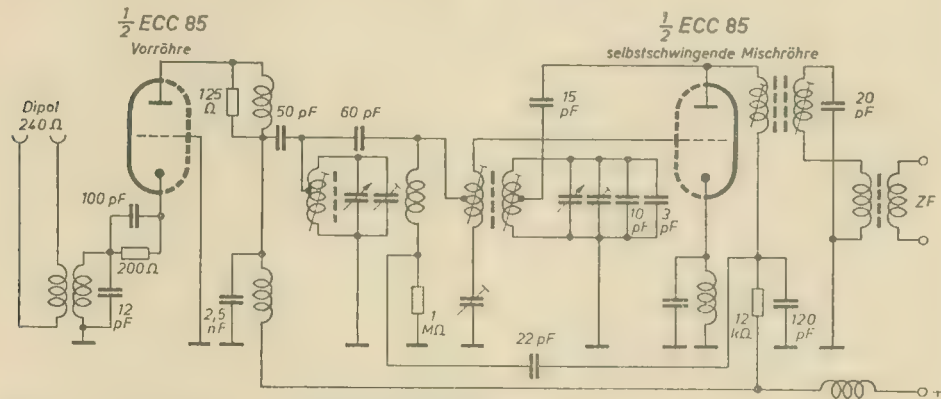 ½ ECC 85
Vorröhre
½ ECC 85
selbstschwingende Mischröhre
Dipol
240 Ω
125
Ω
50 pF
60 pF
15
pF
20
pF
100 pF
200 Ω
12
pF
2,5
nF
1
MΩ
22 pF
10
pF
3
pF
12
kΩ
120
pF
ZF
+